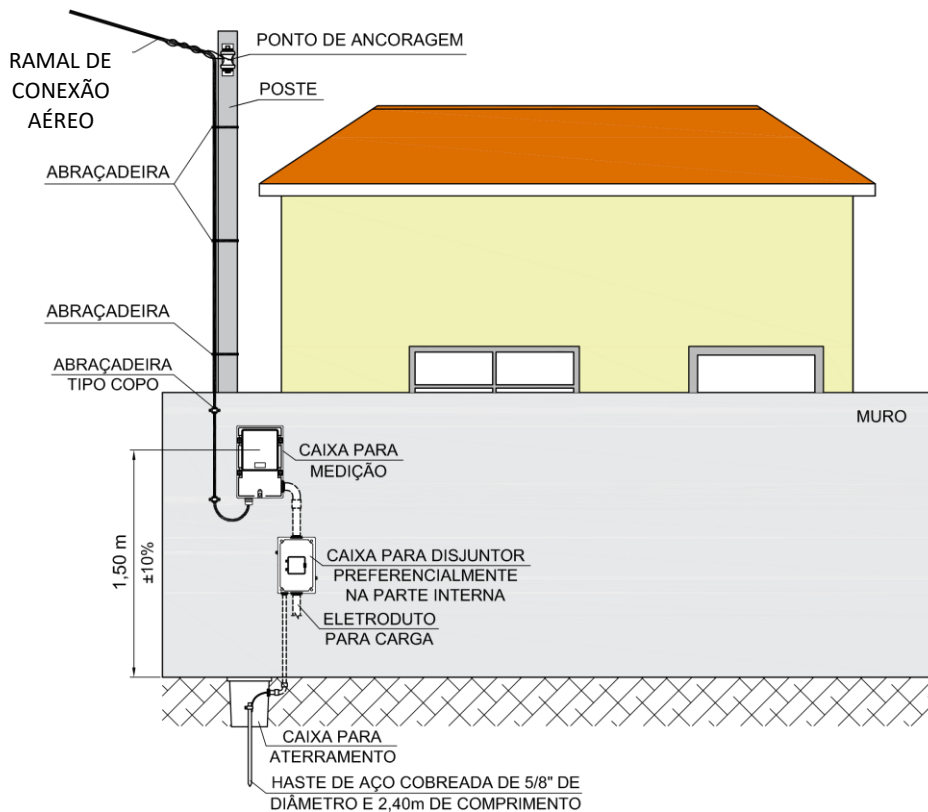 PONTO DE ANCORAGEM
RAMAL DE
CONEXÃO
AÉREO
POSTE
ABRAÇADEIRA
ABRAÇADEIRA
ABRAÇADEIRA
TIPO COPO
MURO
CAIXA PARA
MEDIÇÃO
1,50 m
±10%
CAIXA PARA DISJUNTOR
PREFERENCIALMENTE
NA PARTE INTERNA
ELETRODUTO
PARA CARGA
CAIXA PARA
ATERRAMENTO
HASTE DE AÇO COBREADA DE 5/8" DE
DIÂMETRO E 2,40m DE COMPRIMENTO